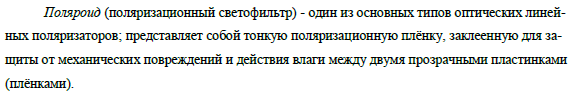 Поляроид (поляризационный светофильтр) - один из основных типов оптических линей-
ных поляризаторов; представляет собой тонкую поляризационную плёнку, заклеенную для за-
щиты от механических повреждений и действия влаги между двумя прозрачными пластинками
(плёнками).